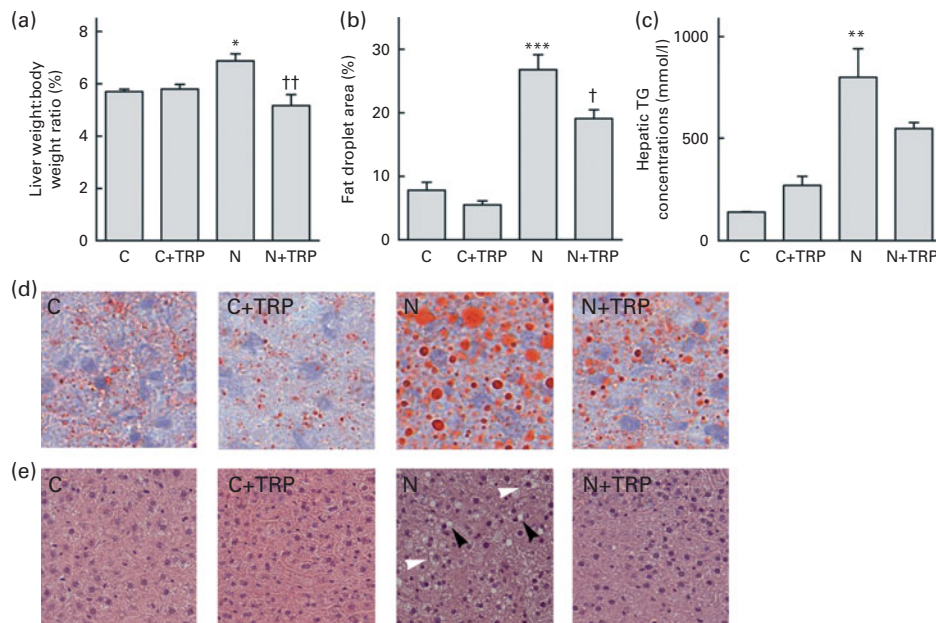 (a)
Liver weight:body
weight ratio (%)
8
6
4
2
0
*
††
C
C+TRP
N
N+TRP
(b)
Fat droplet area (%)
30
20
10
0
***
†
C
C+TRP
N
N+TRP
(c)
Hepatic TG
concentrations (mmol/l)
1000
500
0
**
C
C+TRP
N
N+TRP
(d)
C
C+TRP
N
N+TRP
(e)
C
C+TRP
N
N+TRP